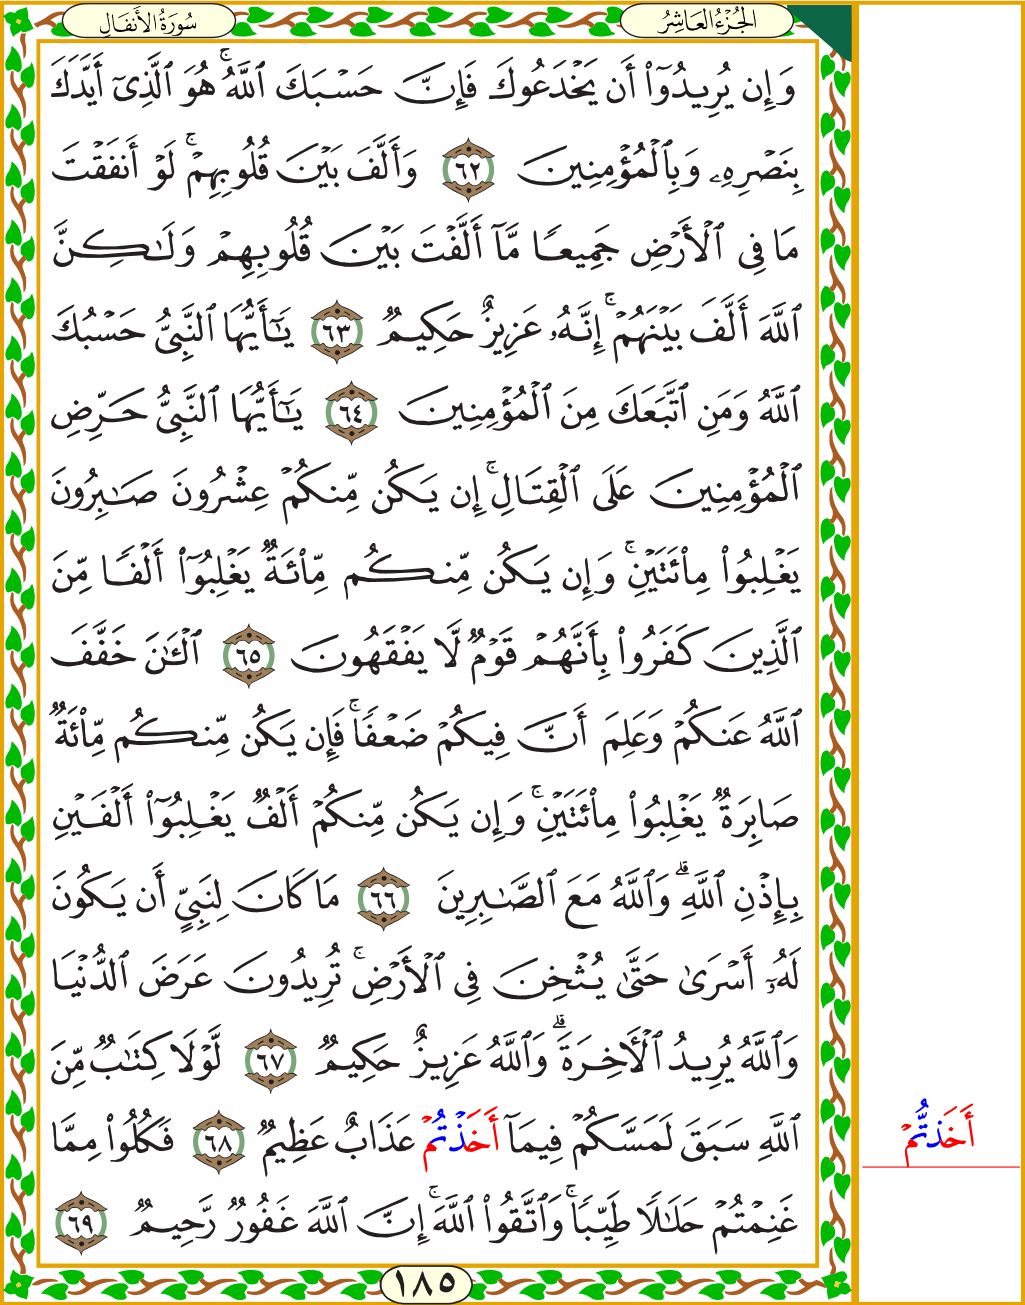 الجُزْءُ العَاشِرُ
سُورَةُ الأَنفَالِ
وَإِن يُرِيدُوٓا۟ أَن يَخْدَعُوكَ فَإِنَّ حَسْبَكَ ٱللَّهُ ۚ هُوَ ٱلَّذِىٓ أَيَّدَكَ
بِنَصْرِهِۦ وَبِٱلْمُؤْمِنِينَ ٦٢ وَأَلَّفَ بَيْنَ قُلُوبِهِمْ ۚ لَوْ أَنفَقْتَ
مَا فِى ٱلْأَرْضِ جَمِيعًا مَّآ أَلَّفْتَ بَيْنَ قُلُوبِهِمْ وَلَـٰكِنَّ
ٱللَّهَ أَلَّفَ بَيْنَهُمْ ۚ إِنَّهُۥ عَزِيزٌ حَكِيمٌ ٦٣ يَـٰٓأَيُّهَا ٱلنَّبِىُّ حَسْبُكَ
ٱللَّهُ وَمَنِ ٱتَّبَعَكَ مِنَ ٱلْمُؤْمِنِينَ ٦٤ يَـٰٓأَيُّهَا ٱلنَّبِىُّ حَرِّضِ
ٱلْمُؤْمِنِينَ عَلَى ٱلْقِتَالِ ۚ إِن يَكُن مِّنكُمْ عِشْرُونَ صَـٰبِرُونَ
يَغْلِبُوا۟ مِا۟ئَتَيْنِ ۚ وَإِن يَكُن مِّنكُم مِّا۟ئَةٌ يَغْلِبُوٓا۟ أَلْفًا مِّنَ
ٱلَّذِينَ كَفَرُوا۟ بِأَنَّهُمْ قَوْمٌ لَّا يَفْقَهُونَ ٦٥ ٱلْـَٔـٰنَ خَفَّفَ
ٱللَّهُ عَنكُمْ وَعَلِمَ أَنَّ فِيكُمْ ضَعْفًا ۚ فَإِن يَكُن مِّنكُم مِّا۟ئَةٌ
صَابِرَةٌ يَغْلِبُوا۟ مِا۟ئَتَيْنِ ۚ وَإِن يَكُن مِّنكُمْ أَلْفٌ يَغْلِبُوٓا۟ أَلْفَيْنِ
بِإِذْنِ ٱللَّهِ ۗ وَٱللَّهُ مَعَ ٱلصَّـٰبِرِينَ ٦٦ مَا كَانَ لِنَبِىٍّ أَن يَكُونَ
لَهُۥٓ أَسْرَىٰ حَتَّىٰ يُثْخِنَ فِى ٱلْأَرْضِ ۚ تُرِيدُونَ عَرَضَ ٱلدُّنْيَا
وَٱللَّهُ يُرِيدُ ٱلْـَٔاخِرَةَ ۗ وَٱللَّهُ عَزِيزٌ حَكِيمٌ ٦٧ لَّوْلَا كِتَـٰبٌ مِّنَ
ٱللَّهِ سَبَقَ لَمَسَّكُمْ فِيمَآ أَخَذْتُمْ عَذَابٌ عَظِيمٌ ٦٨ فَكُلُوا۟ مِمَّا
أَخَذتُّمْ
غَنِمْتُمْ حَلَـٰلًا طَيِّبًا ۚ وَٱتَّقُوا۟ ٱللَّهَ ۚ إِنَّ ٱللَّهَ غَفُورٌ رَّحِيمٌ ٦٩
١٨٥